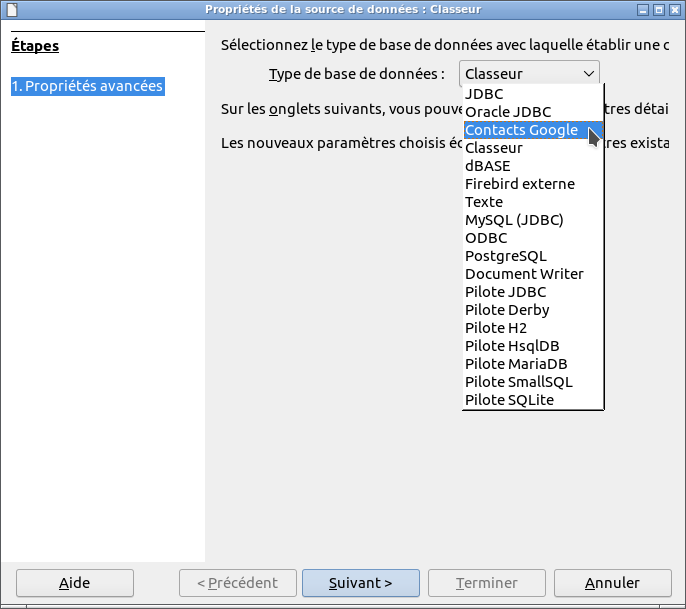 Propriétés de la source de données : Classeur
Étapes
1. Propriétés avancées
Sélectionnez le type de base de données avec laquelle établir une c
Type de base de données : Classeur
Sur les onglets suivants, vous pouve tres détai
Les nouveaux paramètres choisis éc tres exista
JDBC
Oracle JDBC
Contacts Google
Classeur
dBASE
Firebird externe
Texte
MySQL (JDBC)
ODBC
PostgreSQL
Document Writer
Pilote JDBC
Pilote Derby
Pilote H2
Pilote HsqlDB
Pilote MariaDB
Pilote SmallSQL
Pilote SQLite
Aide < Précédent Suivant > Terminer Annuler